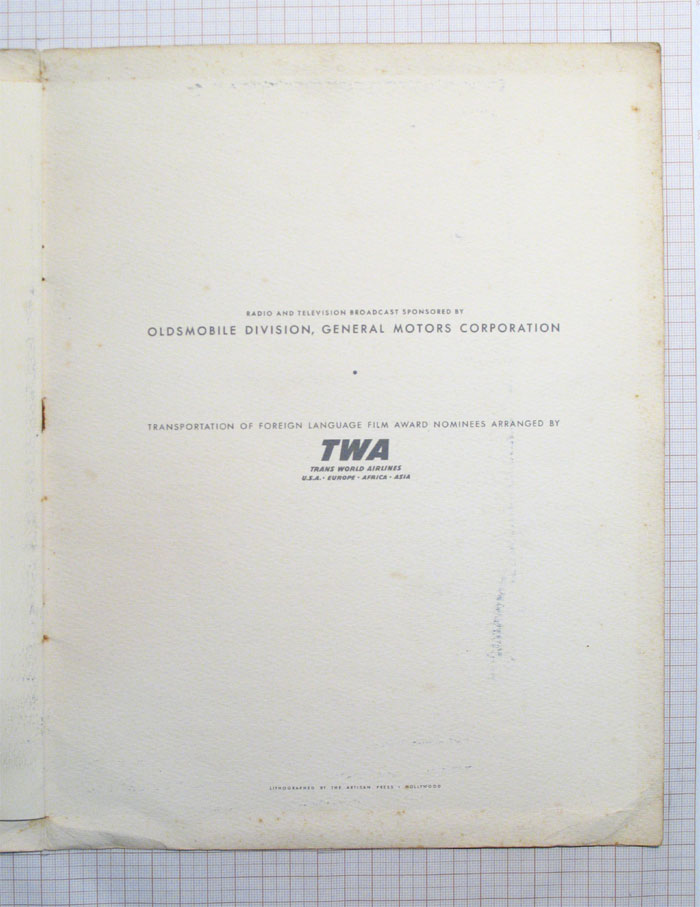 RADIO AND TELEVISION BROADCAST SPONSORED BY
OLDSMOBILE DIVISION, GENERAL MOTORS CORPORATION
•
TRANSPORTATION OF FOREIGN LANGUAGE FILM AWARD NOMINEES ARRANGED BY
TWA
TRANS WORLD AIRLINES
U.S.A. · EUROPE · AFRICA · ASIA
LITHOGRAPHED BY THE ARTISAN PRESS · HOLLYWOOD